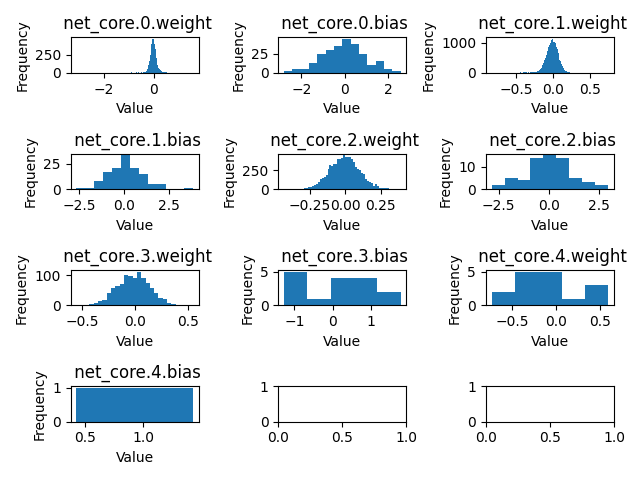 net_core.0.weight
net_core.0.bias
net_core.1.weight
Frequency
250
0
−2
0
Value
Frequency
25
0
−2
0
2
Value
Frequency
1000
0
−0.5
0.0
0.5
Value
net_core.1.bias
net_core.2.weight
net_core.2.bias
Frequency
25
0
−2.5
0.0
2.5
Value
Frequency
250
0
−0.25
0.00
0.25
Value
Frequency
10
0
−2.5
0.0
2.5
Value
net_core.3.weight
net_core.3.bias
net_core.4.weight
Frequency
100
0
−0.5
0.0
0.5
Value
Frequency
5
0
−1
0
1
Value
Frequency
5
0
−0.5
0.0
0.5
Value
net_core.4.bias
Frequency
1
0
0.5
1.0
Value
1
0
0.0
0.5
1.0
1
0
0.0
0.5
1.0